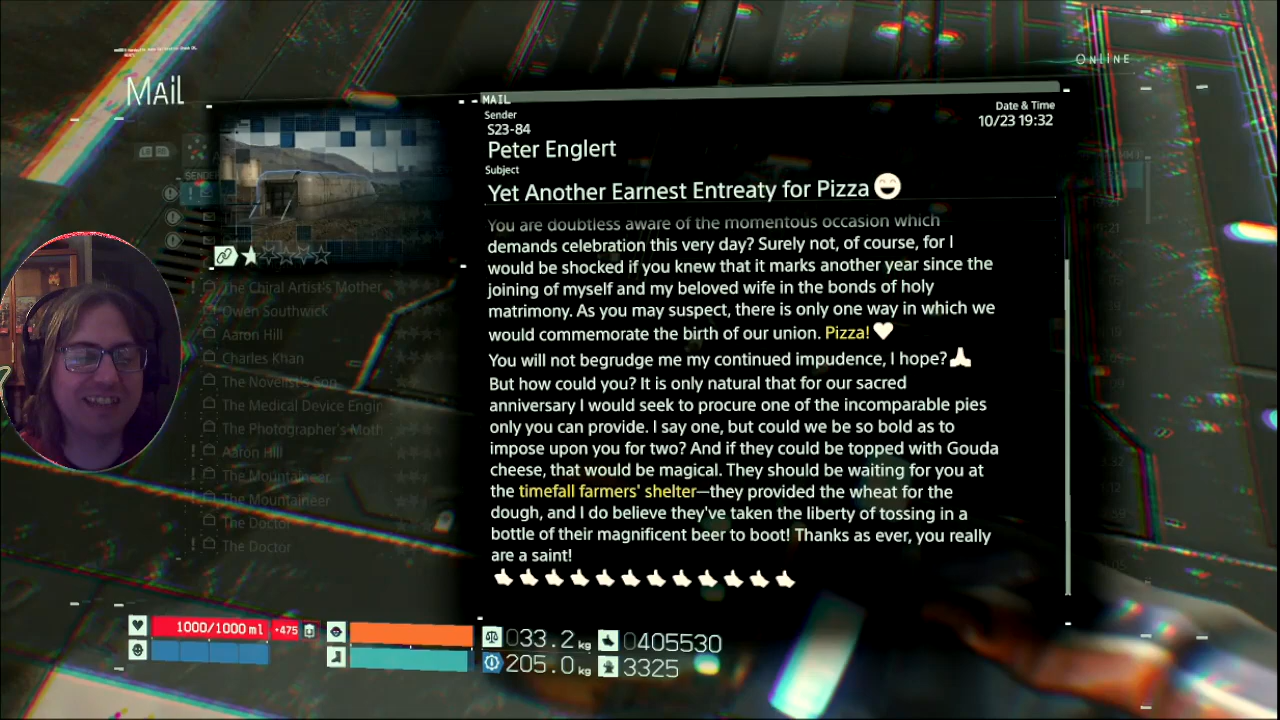 Mail
ONLINE
MAIL
Sender
S23-84
Peter Englert
Date & Time
10/23 19:32
Subject
Yet Another Earnest Entreaty for Pizza
You are doubtless aware of the momentous occasion which
demands celebration this very day? Surely not, of course, for I
would be shocked if you knew that it marks another year since the
joining of myself and my beloved wife in the bonds of holy
matrimony. As you may suspect, there is only one way in which we
would commemorate the birth of our union. Pizza!
You will not begrudge me my continued impudence, I hope?
But how could you? It is only natural that for our sacred
anniversary I would seek to procure one of the incomparable pies
only you can provide. I say one, but could we be so bold as to
impose upon you for two? And if they could be topped with Gouda
cheese, that would be magical. They should be waiting for you at
the timefall farmers' shelter—they provided the wheat for the
dough, and I do believe they've taken the liberty of tossing in a
bottle of their magnificent beer to boot! Thanks as ever, you really
are a saint!
SENDER
The Chiral Artist's Mother
Owen Southwick
Aaron Hill
Charles Khan
The Novelist's Son
The Medical Device Engin
The Photographer's Moth
Aaron Hill
The Mountaineer
The Mountaineer
The Doctor
The Doctor
1000/1000 ml
+475
033.2 kg
0405530
205.0 kg
3325